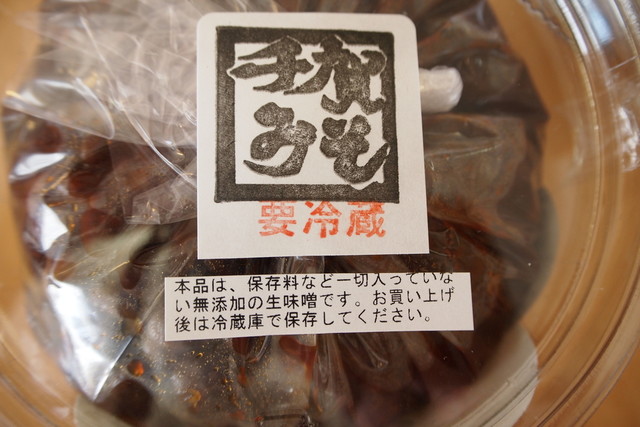 手賀
みそ
要冷蔵
本品は、保存料など一切入っていな
い無添加の生味噌です。お買い上げ
後は冷蔵庫で保存してください。